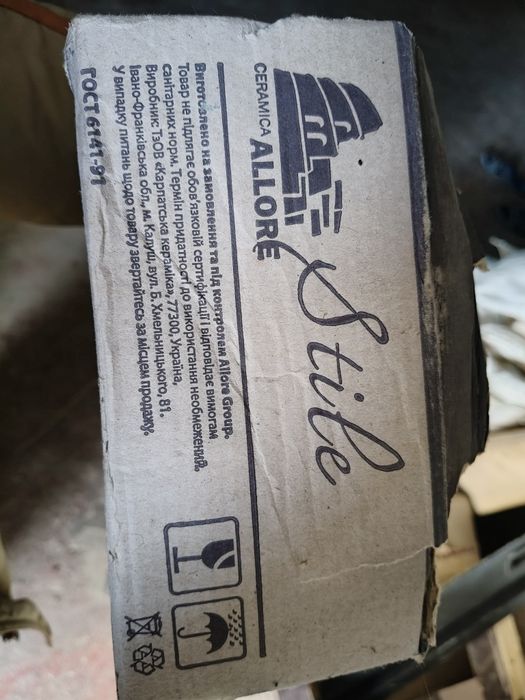 CERAMICA
ALLORE
Stile
Виготовлено на замовлення та під контролем Allore Group.
Товар не підлягає обов'язковій сертифікації і відповідає вимогам
санітарних норм. Термін придатності до використання необмежений.
Виробник: ТзОВ «Карпатська кераміка», 77300, Україна,
Івано-Франківська обл., м. Калуш, вул. Б. Хмельницького, 81.
У випадку питань щодо товару звертайтесь за місцем продажу.
ГОСТ 6141-91